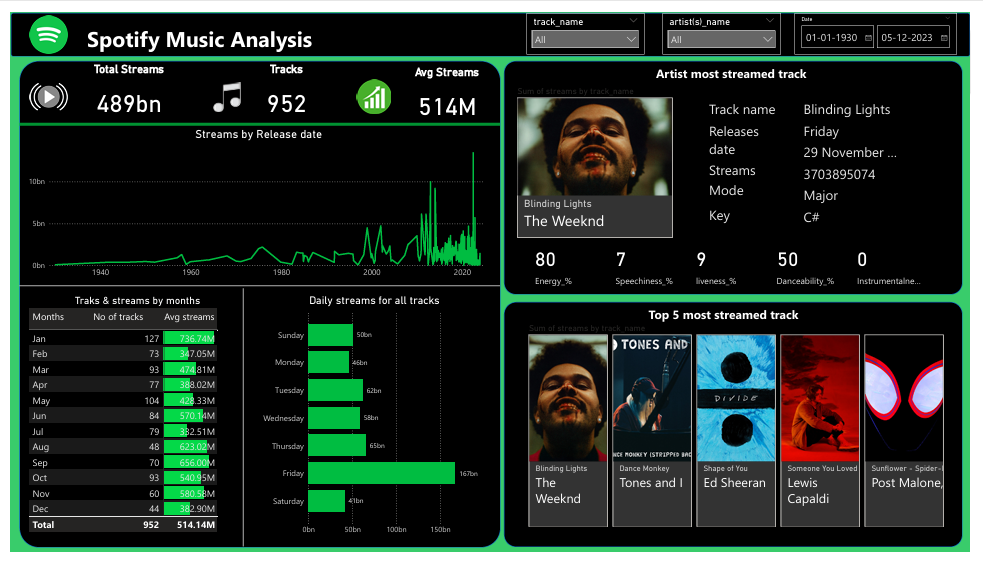 Spotify Music Analysis
track_name
All
artist(s)_name
All
Date
01-01-1930
05-12-2023
Total Streams
489bn
Tracks
952
Avg Streams
514M
Streams by Release date
10bn
5bn
0bn
1940 1960 1980 2000 2020
Traks & streams by months
Months No of tracks Avg streams
Jan 127 736.74M
Feb 73 347.05M
Mar 93 474.81M
Apr 77 388.02M
May 104 428.33M
Jun 84 570.14M
Jul 79 332.51M
Aug 48 623.02M
Sep 70 656.00M
Oct 93 540.95M
Nov 60 580.58M
Dec 44 382.90M
Total 952 514.14M
Daily streams for all tracks
Sunday 50bn
Monday 46bn
Tuesday 62bn
Wednesday 58bn
Thursday 65bn
Friday 167bn
Saturday 41bn
0bn 50bn 100bn 150bn
Artist most streamed track
Sum of streams by track_name
Blinding Lights
The Weeknd
Track name Blinding Lights
Releases Friday
date
29 November ...
Streams 3703895074
Mode Major
Key C#
80 7 9 50 0
Energy_% Speechiness_% liveness_% Danceability_% Instrumentalne...
Top 5 most streamed track
Sum of streams by track_name
Blinding Lights
The
Weeknd
TONES AND
NCE MONKEY (STRIPPED BAC
Dance Monkey
Tones and I
DIVIDE
Shape of You
Ed Sheeran
Someone You Loved
Lewis
Capaldi
Sunflower - Spider-
Post Malone,